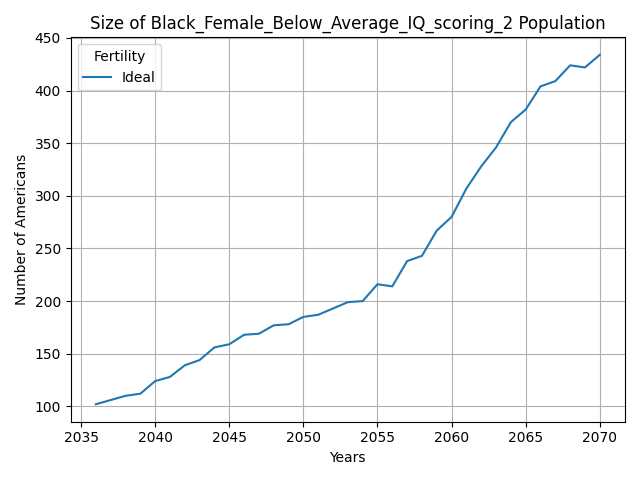 Size of Black_Female_Below_Average_IQ_scoring_2 Population
Fertility
Ideal
Number of Americans
450
400
350
300
250
200
150
100
2035 2040 2045 2050 2055 2060 2065 2070
Years